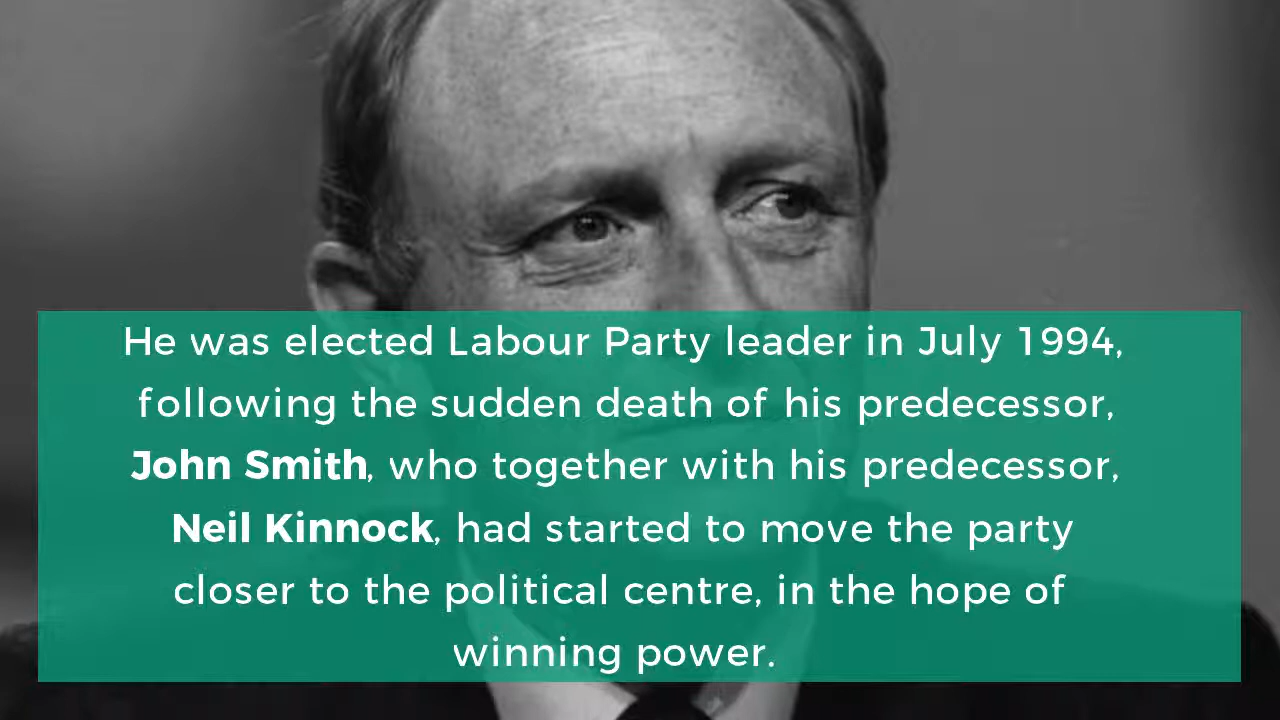 He was elected Labour Party leader in July 1994,
following the sudden death of his predecessor,
John Smith, who together with his predecessor,
Neil Kinnock, had started to move the party
closer to the political centre, in the hope of
winning power.